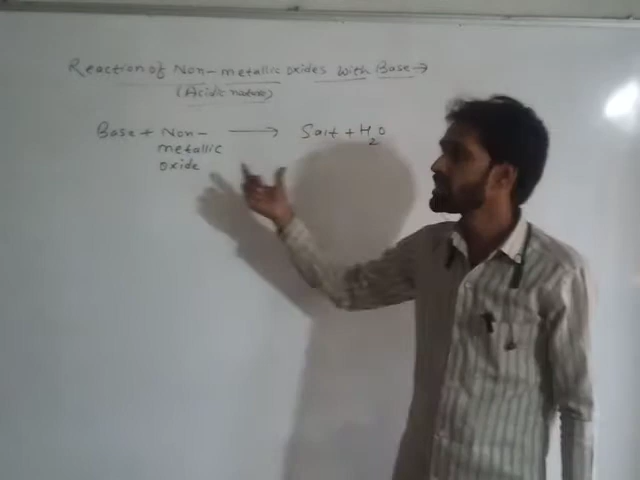 Reaction of Non-metallic oxides with Base →
(Acidic nature)
Base + Non- → Salt + H2O
metallic
oxide